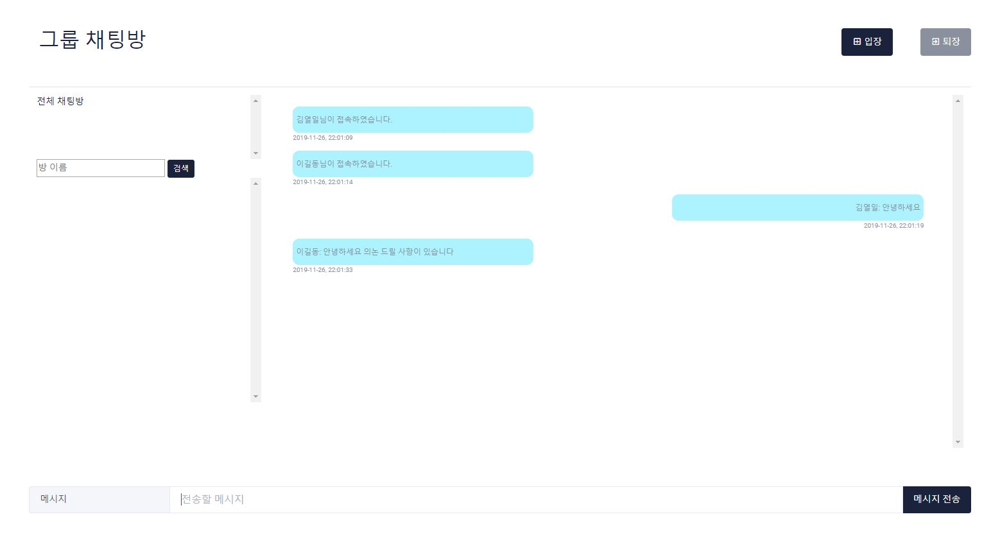 그룹 채팅방
입장
퇴장
전체 채팅방
방 이름
검색
김열일님이 접속하였습니다.
2019-11-26, 22:01:09
이길동님이 접속하였습니다.
2019-11-26, 22:01:14
김열일: 안녕하세요
2019-11-26, 22:01:19
이길동: 안녕하세요 의논 드릴 사항이 있습니다
2019-11-26, 22:01:33
메시지
전송할 메시지
메시지 전송